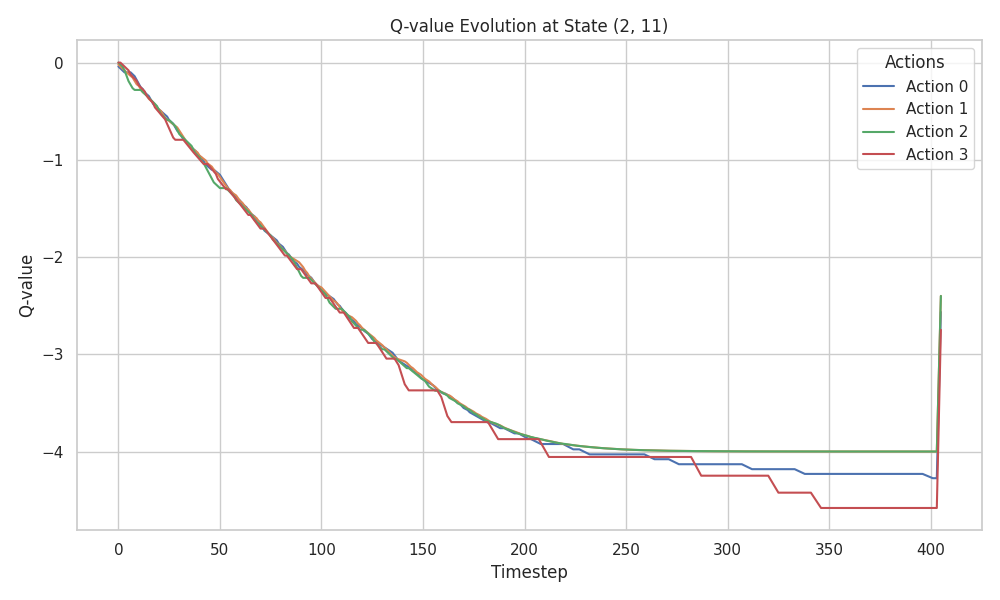 Q-value Evolution at State (2, 11)
Actions
Action 0
Action 1
Action 2
Action 3
Q-value
0
−1
−2
−3
−4
0 50 100 150 200 250 300 350 400
Timestep